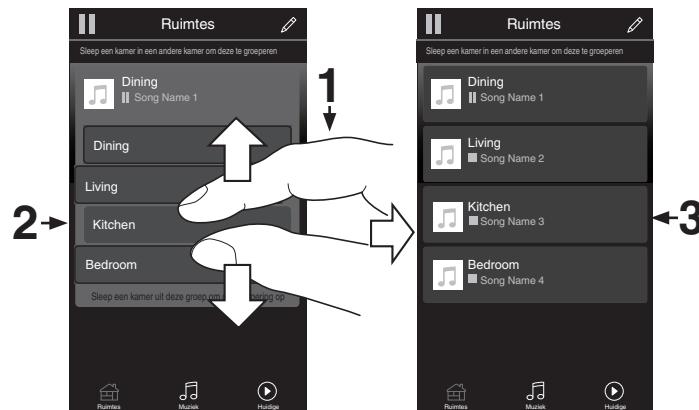 Ruimtes
Sleep een kamer in een andere kamer om deze te groeperen
Dining
Song Name 1
Dining
Living
Kitchen
Bedroom
Sleep een kamer uit deze groep om ering op
Ruimtes
Muziek
Huidige
1
2
Ruimtes
Sleep een kamer in een andere kamer om deze te groeperen
Dining
Song Name 1
Living
Song Name 2
Kitchen
Song Name 3
Bedroom
Song Name 4
Ruimtes
Muziek
Huidige
3